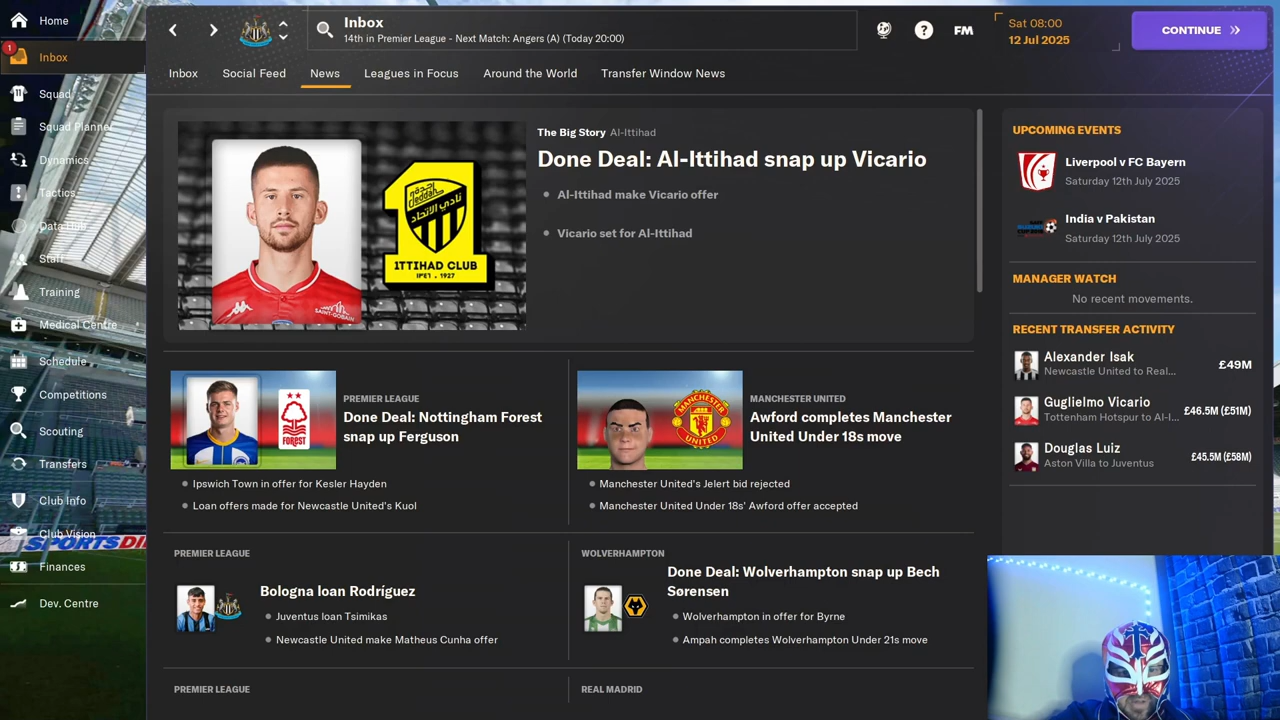 Home
Inbox
14th in Premier League - Next Match: Angers (A) (Today 20:00)
FM
Sat 08:00
12 Jul 2025
CONTINUE
1
Inbox
Squad
Squad Planner
Dynamics
Tactics
Data Hub
Staff
Training
Medical Centre
Schedule
Competitions
Scouting
Transfers
Club Info
Club Vision
Finances
Dev. Centre
SPORTSDIR
Inbox
Social Feed
News
Leagues in Focus
Around the World
Transfer Window News
The Big Story Al-Ittihad
Done Deal: Al-Ittihad snap up Vicario
Al-Ittihad make Vicario offer
Vicario set for Al-Ittihad
1TTIHAD CLUB
SAINT-GOBAIN
PREMIER LEAGUE
Done Deal: Nottingham Forest
snap up Ferguson
FOREST
Ipswich Town in offer for Kesler Hayden
Loan offers made for Newcastle United's Kuol
MANCHESTER UNITED
Awford completes Manchester
United Under 18s move
MANCHESTER
UNITED
Manchester United's Jelert bid rejected
Manchester United Under 18s' Awford offer accepted
PREMIER LEAGUE
Bologna loan Rodríguez
Juventus loan Tsimikas
Newcastle United make Matheus Cunha offer
WOLVERHAMPTON
Done Deal: Wolverhampton snap up Bech
Sørensen
Wolverhampton in offer for Byrne
Ampah completes Wolverhampton Under 21s move
PREMIER LEAGUE
REAL MADRID
UPCOMING EVENTS
Liverpool v FC Bayern
Saturday 12th July 2025
India v Pakistan
Saturday 12th July 2025
MANAGER WATCH
No recent movements.
RECENT TRANSFER ACTIVITY
Alexander Isak
Newcastle United to Real...
£49M
Guglielmo Vicario
Tottenham Hotspur to Al-I...
£46.5M (£51M)
Douglas Luiz
Aston Villa to Juventus
£45.5M (£58M)